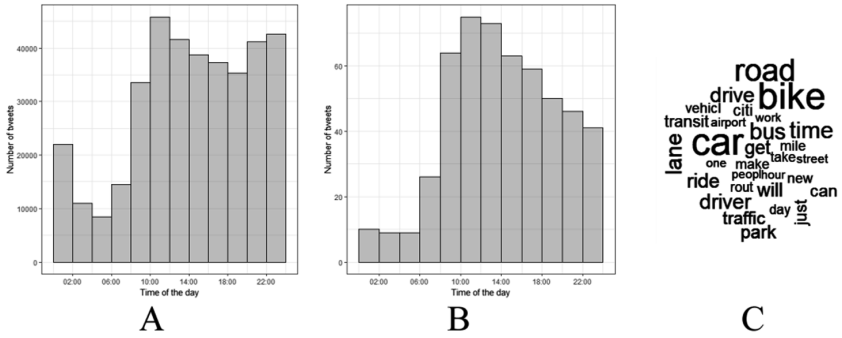 Number of tweets
40000
30000
20000
10000
0
02:00 06:00 10:00 14:00 18:00 22:00
Time of the day
A
Number of tweets
60
40
20
0
02:00 06:00 10:00 14:00 18:00 22:00
Time of the day
B
road
drive bike
vehicl citi
transit airport work
lane car bus time
get mile
one make take street
ride peopl hour new
rout will can
driver day just
traffic
park
C